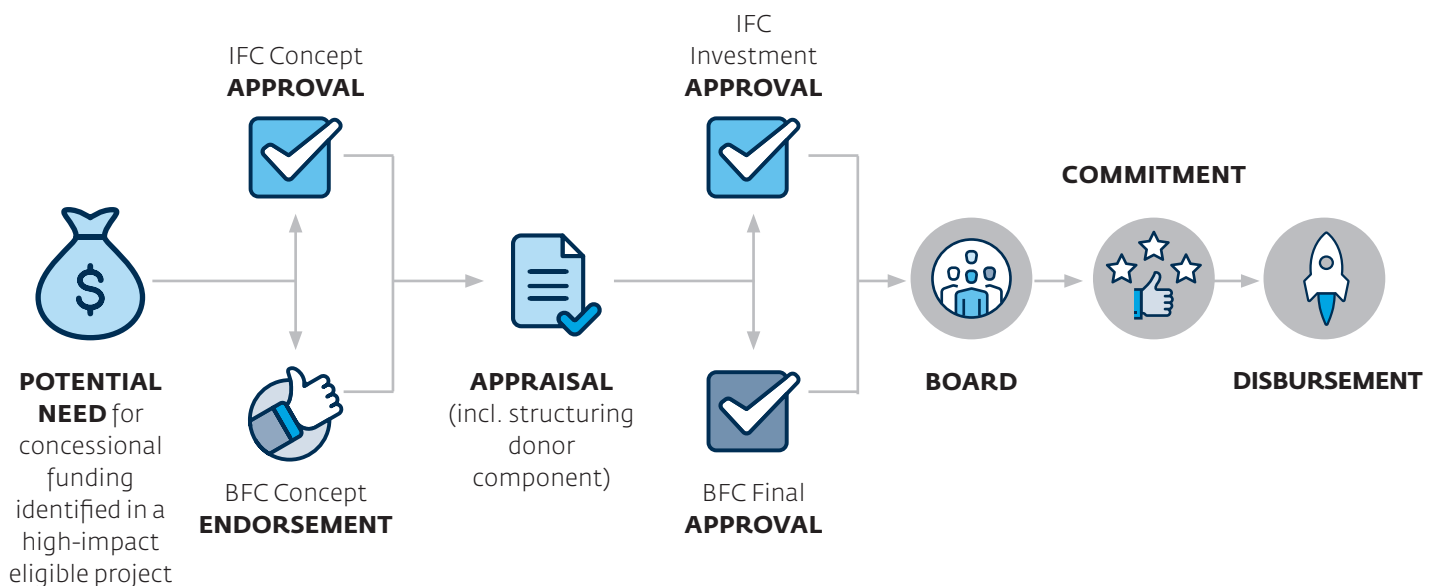 POTENTIAL
NEED for
concessional
funding
identified in a
high-impact
eligible project
$
IFC Concept
APPROVAL
BFC Concept
ENDORSEMENT
APPRAISAL
(incl. structuring
donor
component)
IFC
Investment
APPROVAL
BFC Final
APPROVAL
BOARD
COMMITMENT
DISBURSEMENT